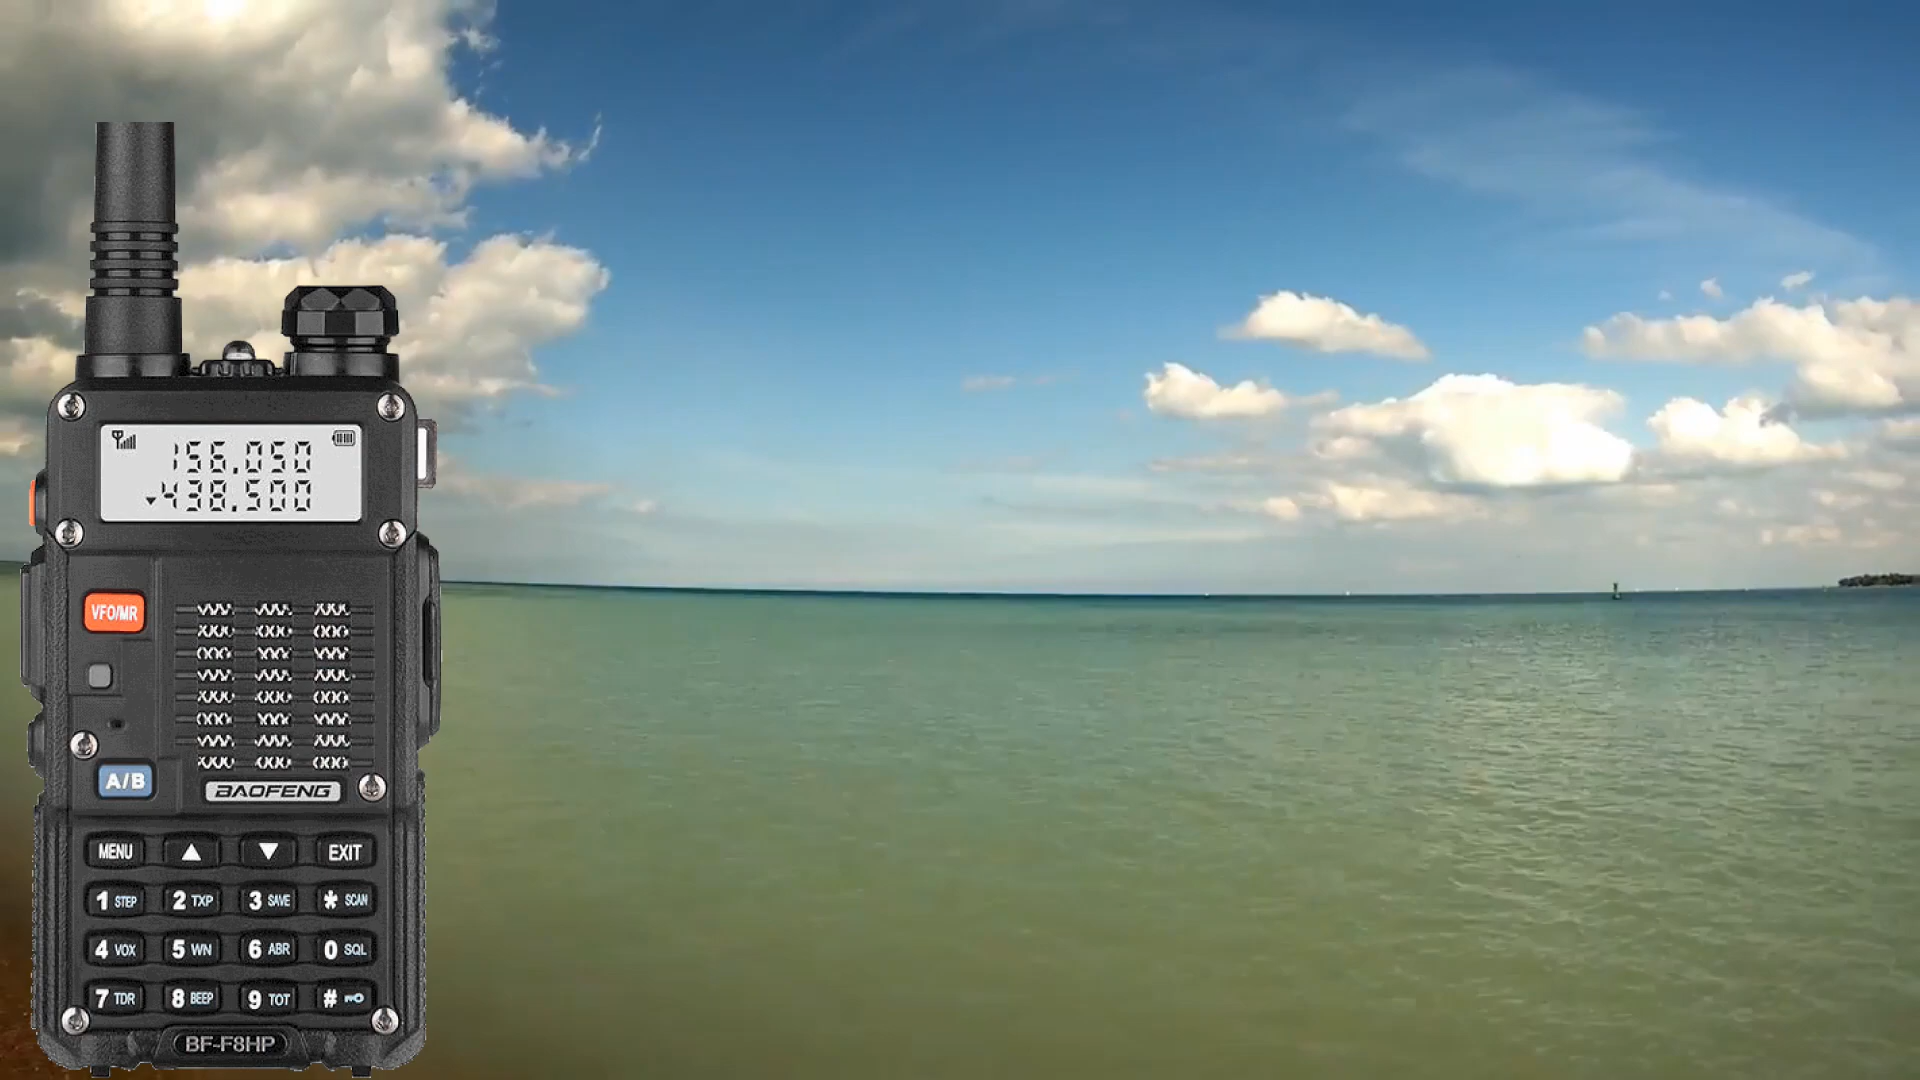 156.050
▼438.500
VFO/MR
A/B
BAOFENG
MENU ▲ ▼ EXIT
1 STEP 2 TXP 3 SAVE * SCAN
4 VOX 5 WN 6 ABR 0 SQL
7 TDR 8 BEEP 9 TOT #
BF-F8HP